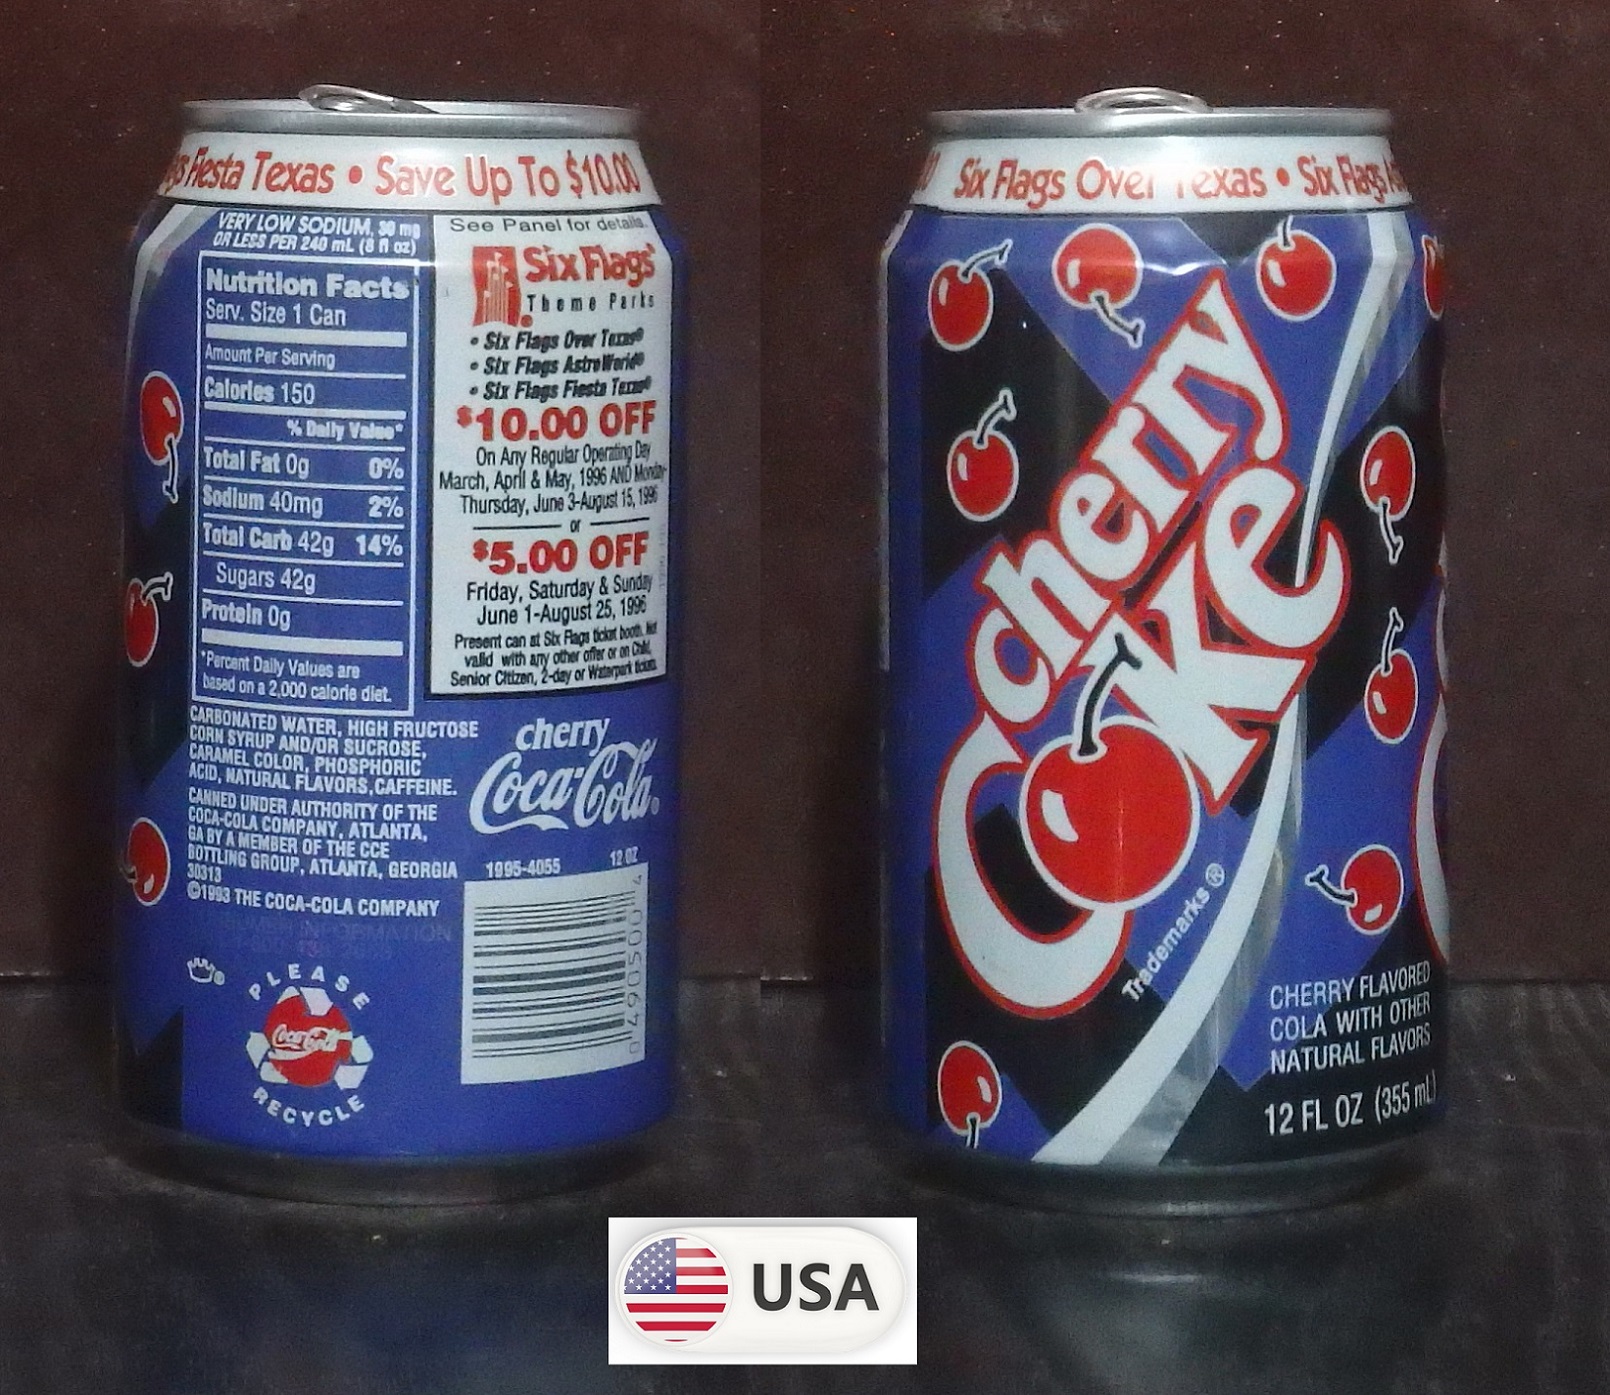 gs Fiesta Texas • Save Up To $10.00
VERY LOW SODIUM, 30 mg
OR LESS PER 240 mL (8 fl oz)
Nutrition Facts
Serv. Size 1 Can
Amount Per Serving
Calories 150
% Daily Value*
Total Fat 0g 0%
Sodium 40mg 2%
Total Carb 42g 14%
Sugars 42g
Protein 0g
*Percent Daily Values are
based on a 2,000 calorie diet.
CARBONATED WATER, HIGH FRUCTOSE
CORN SYRUP AND/OR SUCROSE,
CARAMEL COLOR, PHOSPHORIC
ACID, NATURAL FLAVORS,CAFFEINE.
CANNED UNDER AUTHORITY OF THE
COCA-COLA COMPANY, ATLANTA,
GA BY A MEMBER OF THE CCE
BOTTLING GROUP, ATLANTA, GEORGIA
30313
©1993 THE COCA-COLA COMPANY
INFORMATION
PLEASE
Coca-Cola
RECYCLE
See Panel for details.
Six Flags®
Theme Parks
• Six Flags Over Texas®
• Six Flags AstroWorld®
• Six Flags Fiesta Texas®
$10.00 OFF
On Any Regular Operating Day
March, April & May, 1996 AND Monday-
Thursday, June 3-August 15, 1996
or
$5.00 OFF
Friday, Saturday & Sunday
June 1-August 25, 1996
Present can at Six Flags ticket booth. Not
valid with any other offer or on Child,
Senior Citizen, 2-day or Waterpark tickets.
cherry
Coca-Cola®
1995-4055 12 OZ
0 4905001 4
Six Flags Over Texas • Six Flags As
cherry
Coke
Trademarks ®
CHERRY FLAVORED
COLA WITH OTHER
NATURAL FLAVORS
12 FL OZ (355 mL)
USA